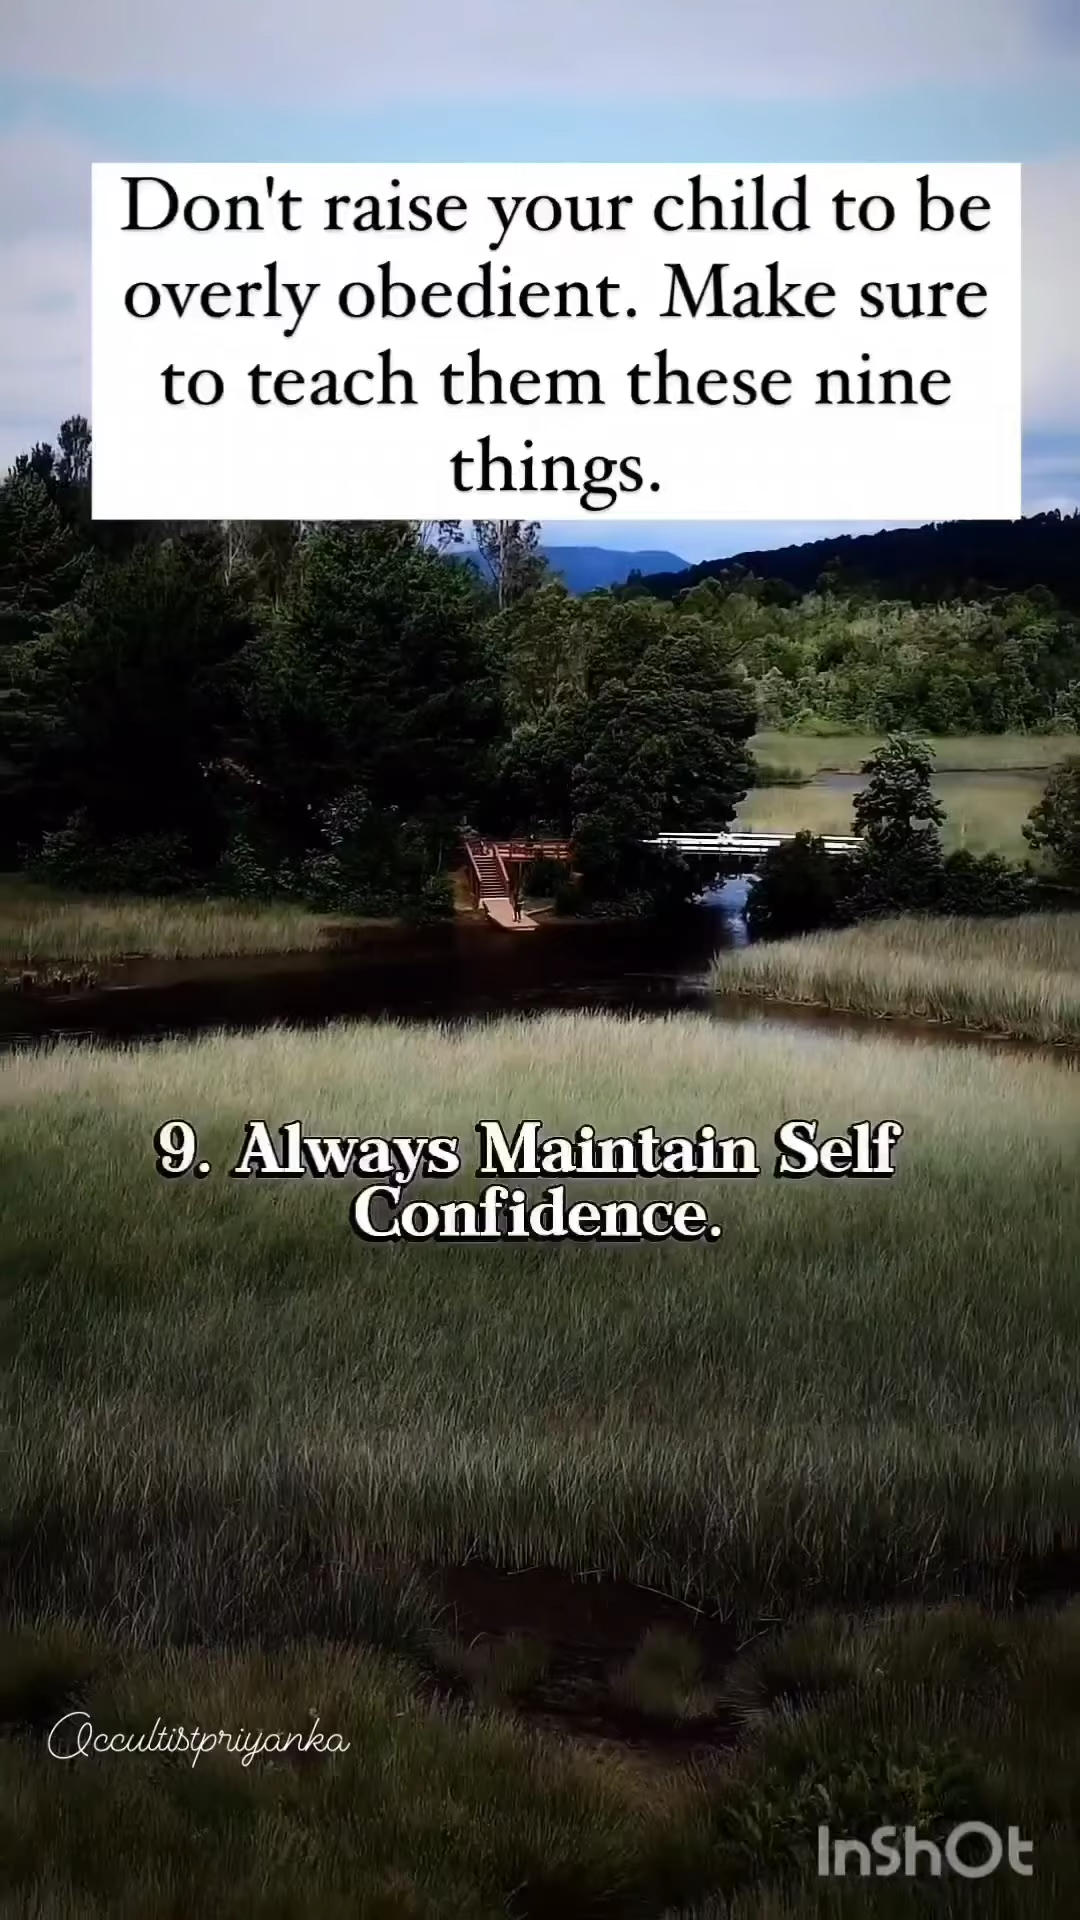 Don't raise your child to be
overly obedient. Make sure
to teach them these nine
things.
9. Always Maintain Self
Confidence.
Occultistpriyanka
InShOt